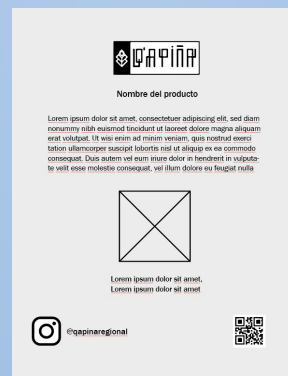 QAPIÑA
Nombre del producto
Lorem ipsum dolor sit amet, consectetuer adipiscing elit, sed diam
nonummy nibh euismod tincidunt ut laoreet dolore magna aliquam
erat volutpat. Ut wisi enim ad minim veniam, quis nostrud exerci
tation ullamcorper suscipit lobortis nisl ut aliquip ex ea commodo
consequat. Duis autem vel eum iriure dolor in hendrerit in vulputa-
te velit esse molestie consequat, vel illum dolore eu feugiat nulla
Lorem ipsum dolor sit amet,
Lorem ipsum dolor sit amet
@qapinaregional